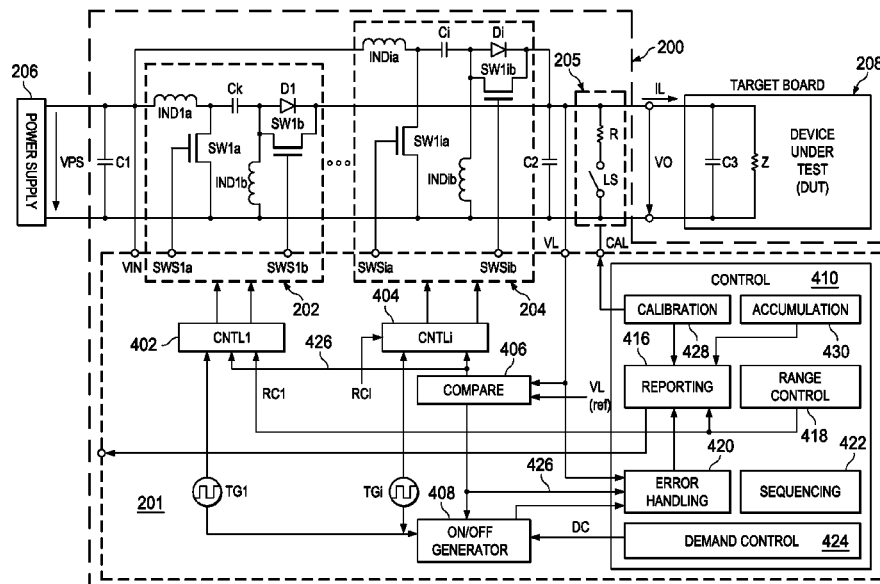 206
POWER SUPPLY
VPS
C1
IND1a
Ck
D1
SW1a
SW1b
IND1b
INDia
Ci
Di
SW1ib
SW1ia
INDib
C2
205
200
R
LS
IL
VO
TARGET BOARD
208
C3
Z
DEVICE
UNDER
TEST
(DUT)
VIN
SWS1a
SWS1b
SWSia
SWSib
VL
CAL
202
204
402
CNTL1
404
CNTLi
426
RC1
RCI
406
COMPARE
VL
(ref)
CONTROL
410
CALIBRATION
ACCUMULATION
416
428
430
REPORTING
RANGE
CONTROL
418
420
422
ERROR
HANDLING
SEQUENCING
426
201
TG1
TGi
408
ON/OFF
GENERATOR
DC
DEMAND CONTROL
424